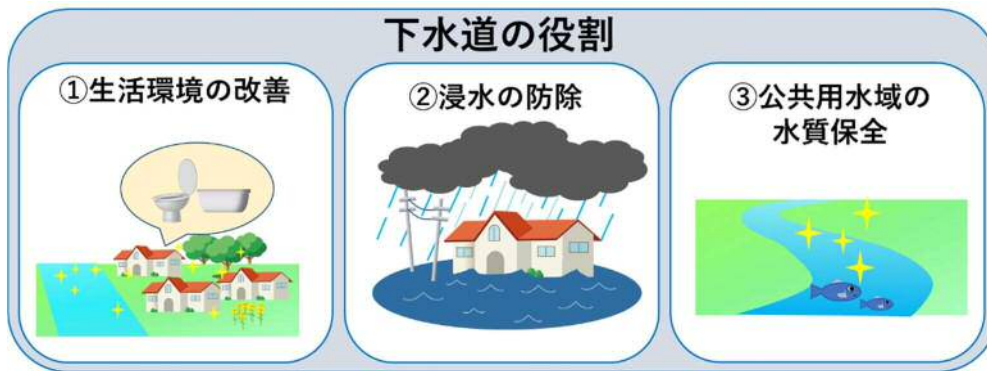 下水道の役割
①生活環境の改善
②浸水の防除
③公共用水域の
水質保全